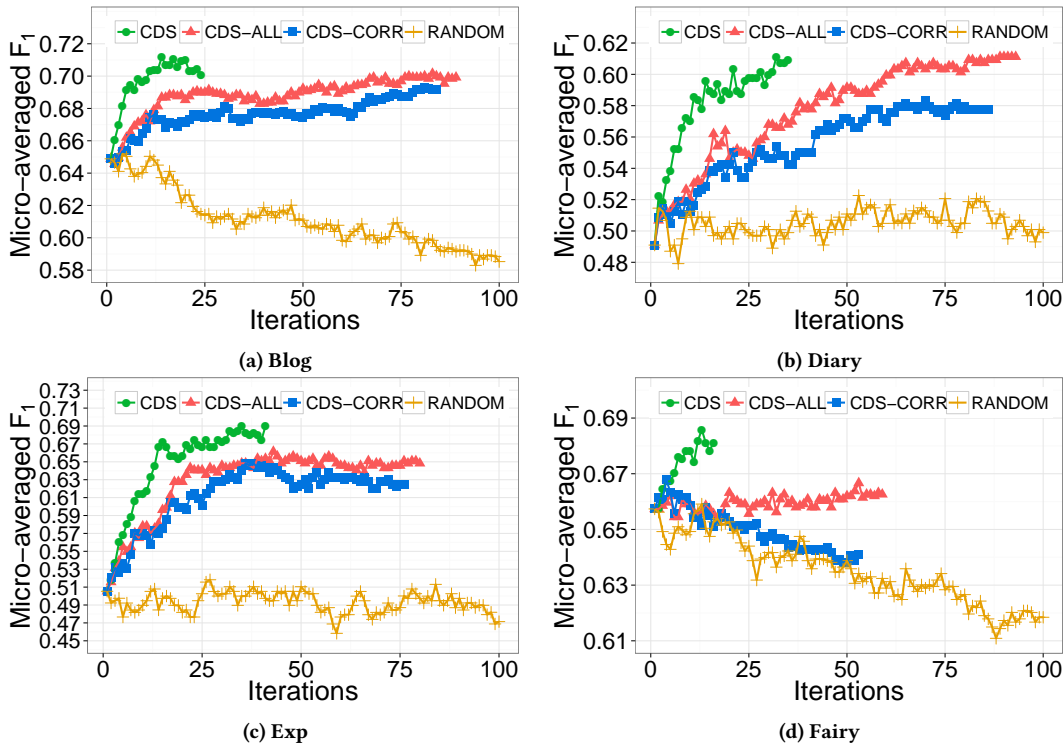 CDS CDS−ALL CDS−CORR RANDOM
0.72
0.70
0.68
0.66
0.64
0.62
0.60
0.58
Micro−averaged F1
0 25 50 75 100
Iterations
(a) Blog
CDS CDS−ALL CDS−CORR RANDOM
0.62
0.60
0.58
0.56
0.54
0.52
0.50
0.48
Micro−averaged F1
0 25 50 75 100
Iterations
(b) Diary
CDS CDS−ALL CDS−CORR RANDOM
0.73
0.71
0.69
0.67
0.65
0.63
0.61
0.59
0.57
0.55
0.53
0.51
0.49
0.47
0.45
Micro−averaged F1
0 25 50 75 100
Iterations
(c) Exp
CDS CDS−ALL CDS−CORR RANDOM
0.69
0.67
0.65
0.63
0.61
Micro−averaged F1
0 25 50 75 100
Iterations
(d) Fairy